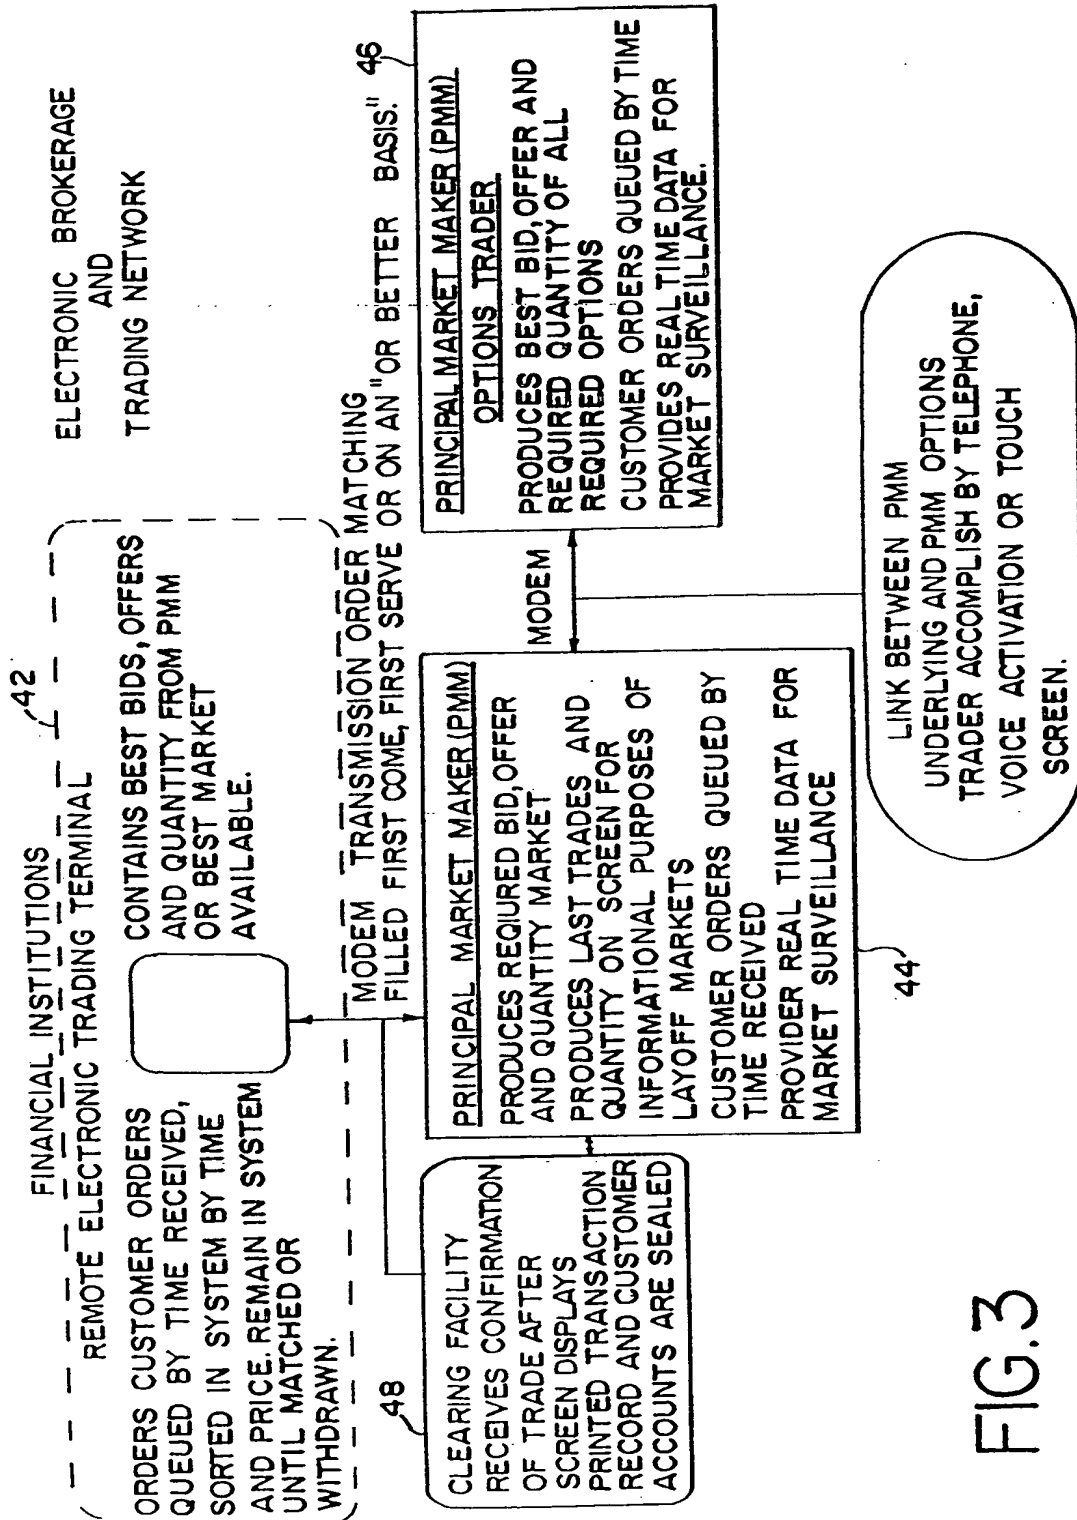 ELECTRONIC BROKERAGE
AND
TRADING NETWORK
FINANCIAL INSTITUTIONS
42
REMOTE ELECTRONIC TRADING TERMINAL
ORDERS CUSTOMER ORDERS
QUEUED BY TIME RECEIVED,
SORTED IN SYSTEM BY TIME
AND PRICE. REMAIN IN SYSTEM
UNTIL MATCHED OR
WITHDRAWN.
CONTAINS BEST BIDS, OFFERS
AND QUANTITY FROM PMM
OR BEST MARKET
AVAILABLE.
MODEM TRANSMISSION ORDER MATCHING
FILLED FIRST COME, FIRST SERVE OR ON AN "OR BETTER BASIS."
48
CLEARING FACILITY
RECEIVES CONFIRMATION
OF TRADE AFTER
SCREEN DISPLAYS
PRINTED TRANSACTION
RECORD AND CUSTOMER
ACCOUNTS ARE SEALED
PRINCIPAL MARKET MAKER (PMM)
PRODUCES REQIURED BID, OFFER
AND QUANTITY MARKET
PRODUCES LAST TRADES AND
QUANTITY ON SCREEN FOR
INFORMATIONAL PURPOSES OF
LAYOFF MARKETS
CUSTOMER ORDERS QUEUED BY
TIME RECEIVED
PROVIDER REAL TIME DATA FOR
MARKET SURVEILLANCE
44
MODEM
46
PRINCIPAL MARKET MAKER (PMM)
OPTIONS TRADER
PRODUCES BEST BID, OFFER AND
REQUIRED QUANTITY OF ALL
REQUIRED OPTIONS
CUSTOMER ORDERS QUEUED BY TIME
PROVIDES REAL TIME DATA FOR
MARKET SURVEILLANCE.
LINK BETWEEN PMM
UNDERLYING AND PMM OPTIONS
TRADER ACCOMPLISH BY TELEPHONE,
VOICE ACTIVATION OR TOUCH
SCREEN.
FIG.3